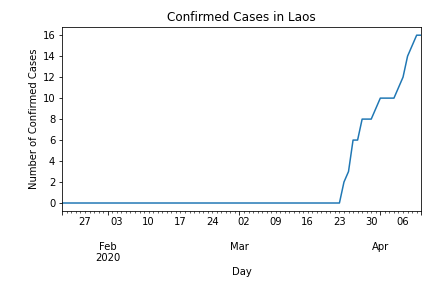 Confirmed Cases in Laos
16
14
12
10
8
6
4
2
0
Number of Confirmed Cases
27 03 10 17 24 02 09 16 23 30 06
Feb Mar Apr
2020
Day